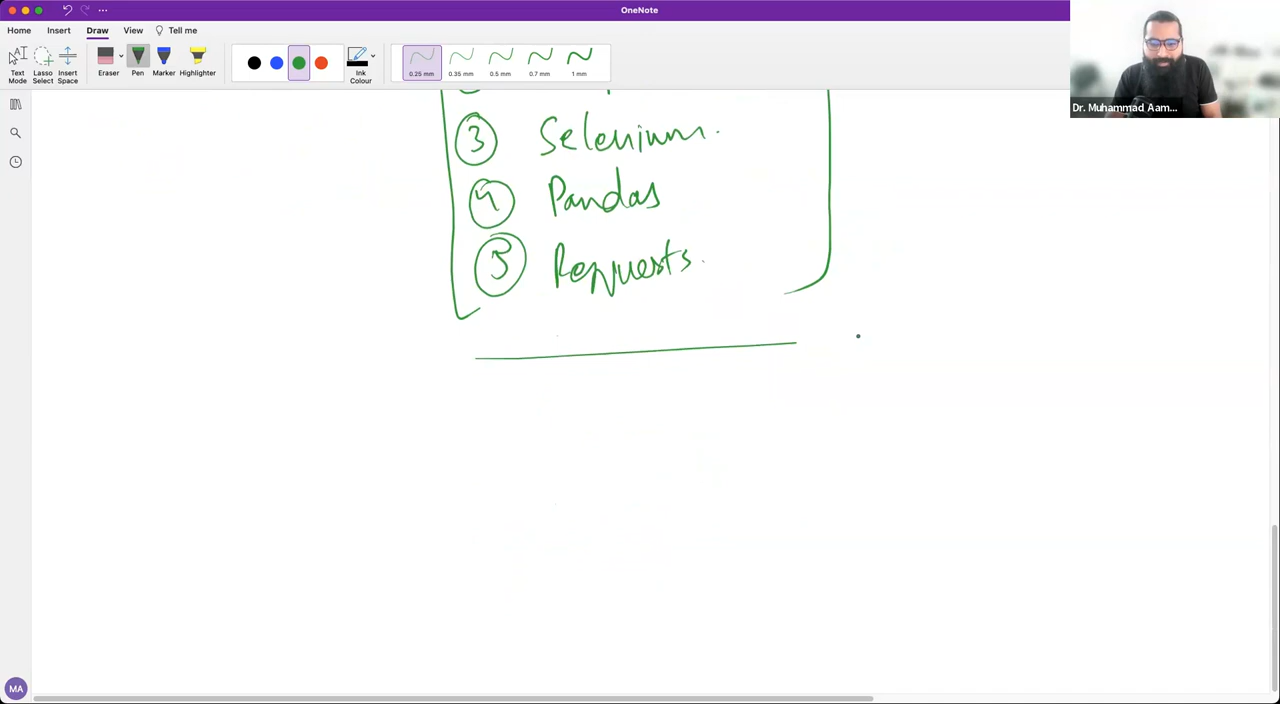 OneNote
Home Insert Draw View Tell me
Text Mode
Lasso Select
Insert Space
Eraser
Pen
Marker
Highlighter
Ink Colour
0.25 mm
0.35 mm
0.5 mm
0.7 mm
1 mm
Dr. Muhammad Aam...
3 Selenium.
4 Pandas
5 Requests.
MA